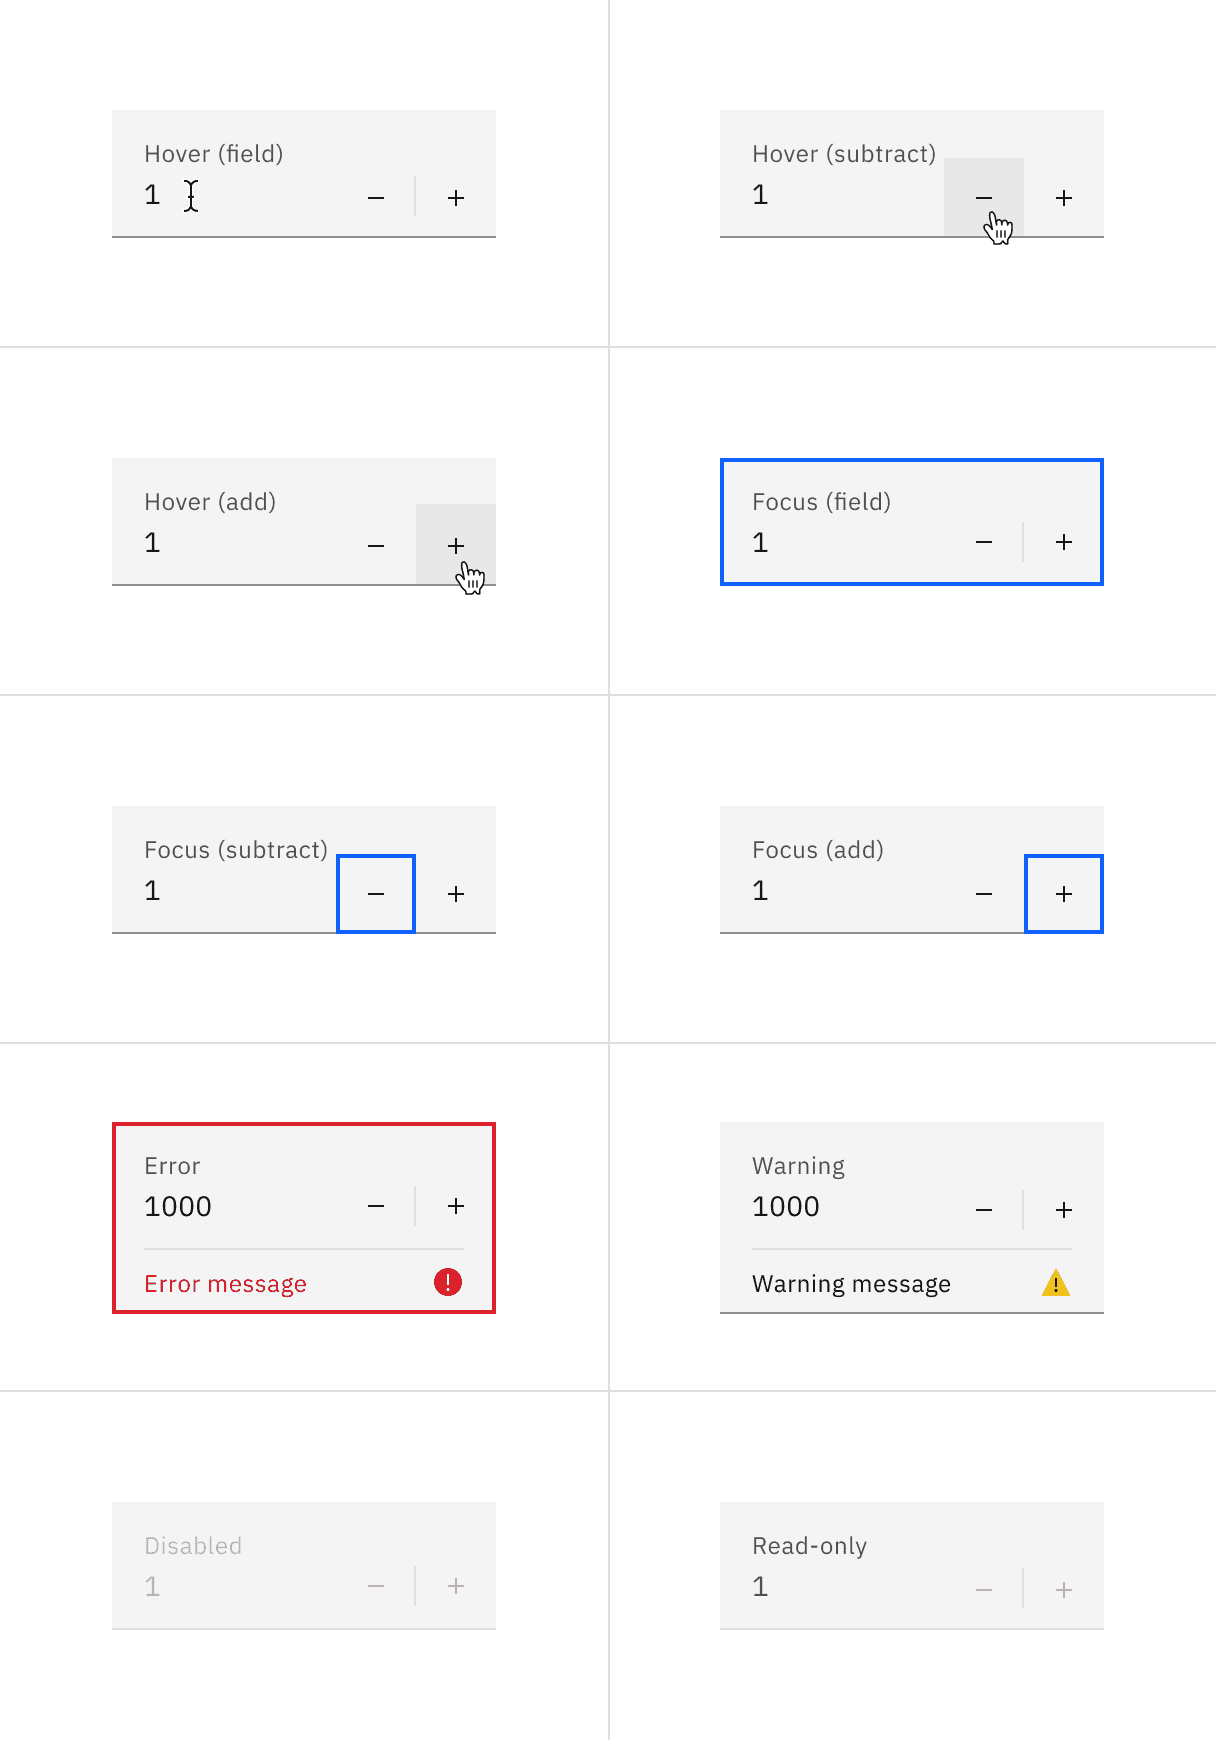 Hover (field)
1 − +
Hover (subtract)
1 − +
Hover (add)
1 − +
Focus (field)
1 − +
Focus (subtract)
1 − +
Focus (add)
1 − +
Error
1000 − +
Error message
Warning
1000 − +
Warning message
Disabled
1 − +
Read-only
1 − +